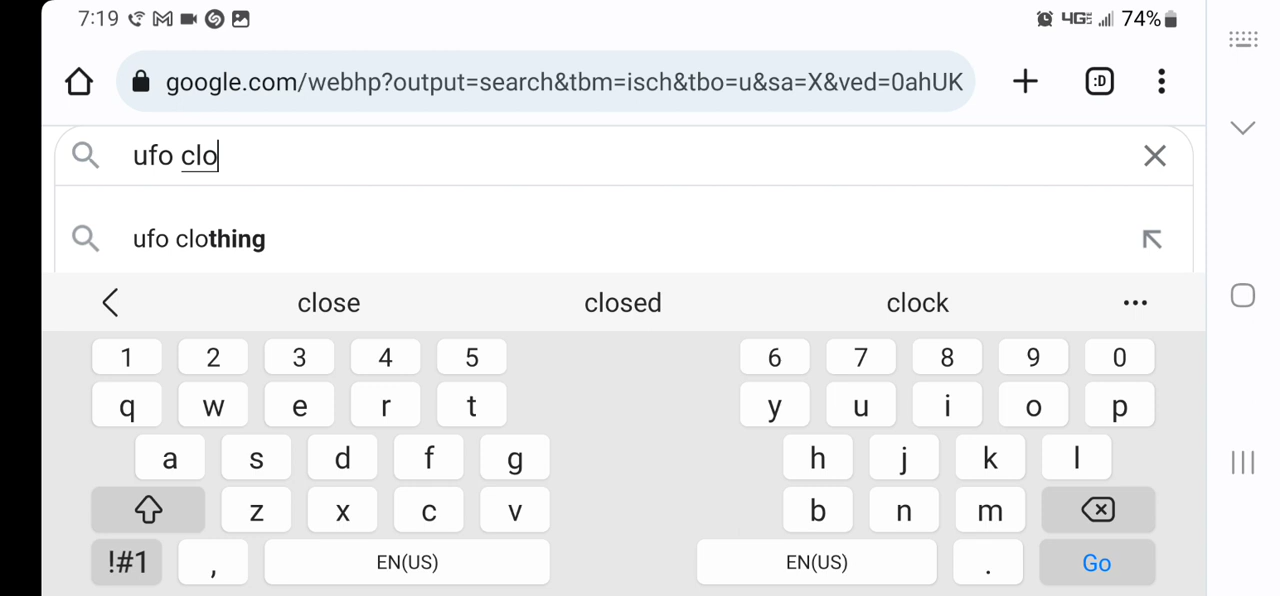 7:19 4G 74%
google.com/webhp?output=search&tbm=isch&tbo=u&sa=X&ved=0ahUK :D
ufo clo
ufo clothing
close closed clock
1 2 3 4 5 6 7 8 9 0
q w e r t y u i o p
a s d f g h j k l
z x c v b n m
!#1 , EN(US) EN(US) . Go